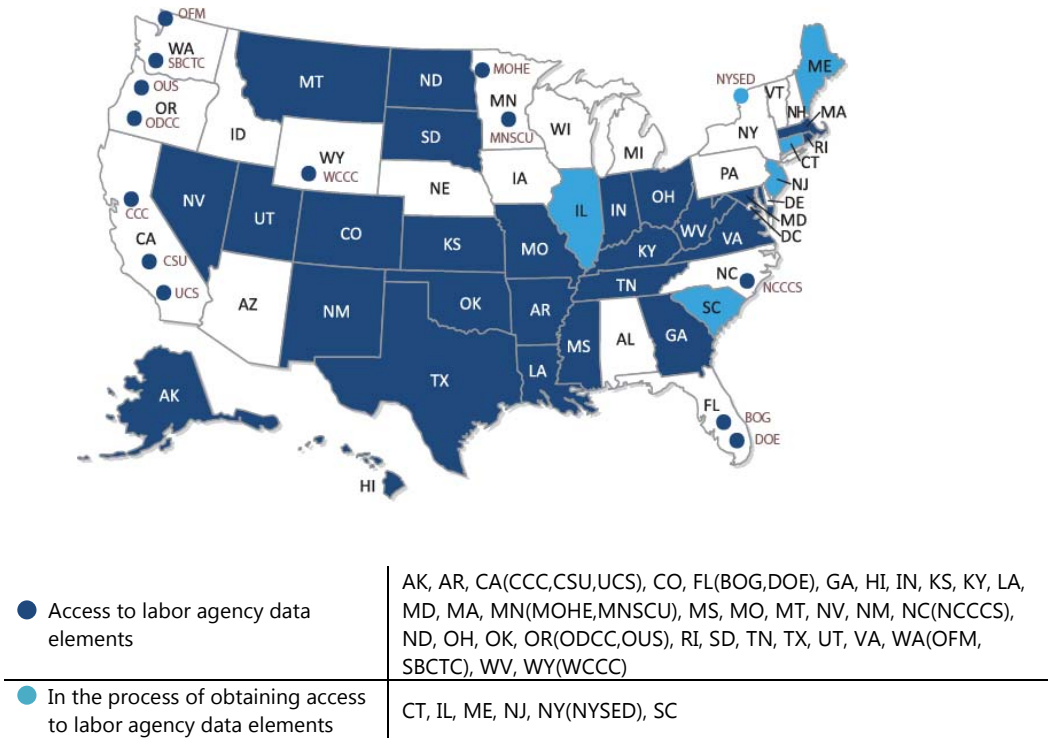 OFM
WA
SBCTC
OUS
OR
ODCC
ID
MT
ND
MOHE
MN
MNSCU
SD
WY
WCCC
NE
WI
MI
IA
NYSED
ME
VT
NH
MA
NY
RI
CT
PA
NJ
DE
MD
DC
CCC
CA
CSU
UCS
NV
UT
CO
KS
MO
IL
IN
OH
WV
VA
KY
TN
NC
NCCCS
SC
AZ
NM
OK
AR
MS
AL
GA
TX
LA
FL
BOG
DOE
AK
HI
Access to labor agency data
elements
AK, AR, CA(CCC,CSU,UCS), CO, FL(BOG,DOE), GA, HI, IN, KS, KY, LA,
MD, MA, MN(MOHE,MNSCU), MS, MO, MT, NV, NM, NC(NCCCS),
ND, OH, OK, OR(ODCC,OUS), RI, SD, TN, TX, UT, VA, WA(OFM,
SBCTC), WV, WY(WCCC)
In the process of obtaining access
to labor agency data elements
CT, IL, ME, NJ, NY(NYSED), SC